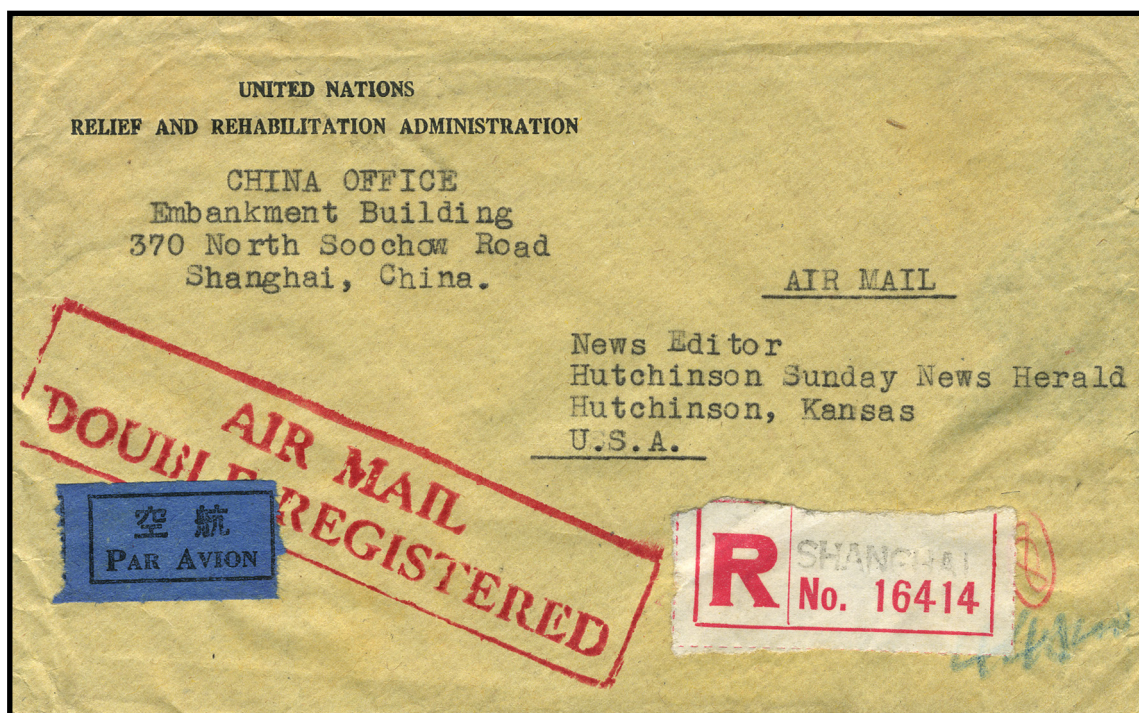 UNITED NATIONS
RELIEF AND REHABILITATION ADMINISTRATION
CHINA OFFICE
Embankment Building
370 North Soochow Road
Shanghai, China.
AIR MAIL
News Editor
Hutchinson Sunday News Herald
Hutchinson, Kansas
U.S.A.
AIR MAIL
DOUBLE REGISTERED
空航
PAR AVION
R
SHANGHAI
No. 16414